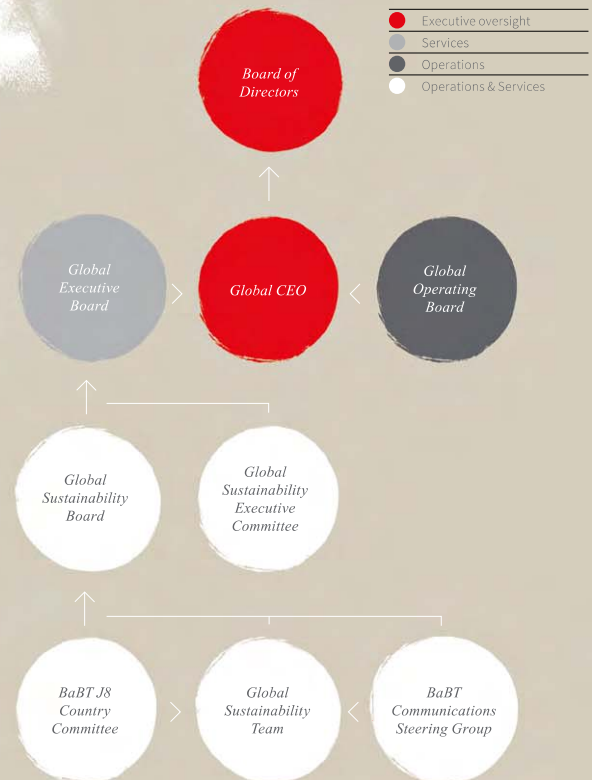 Executive oversight
Services
Operations
Operations & Services
Board of
Directors
Global
Executive
Board
Global CEO
Global
Operating
Board
Global
Sustainability
Board
Global
Sustainability
Executive
Committee
BaBT J8
Country
Committee
Global
Sustainability
Team
BaBT
Communications
Steering Group